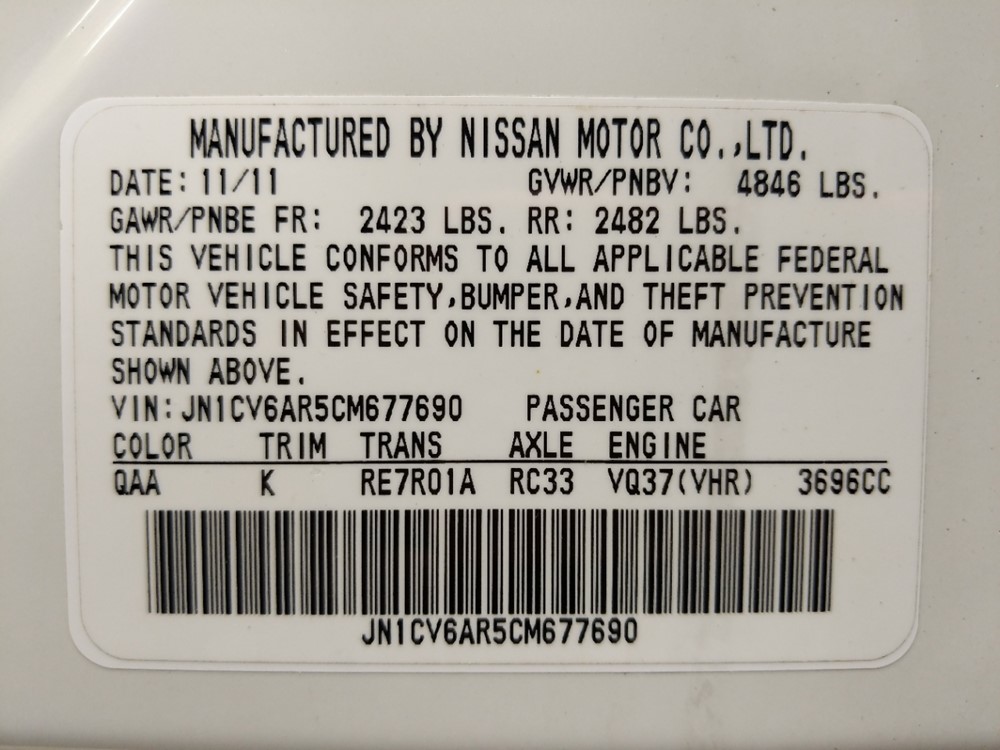 MANUFACTURED BY NISSAN MOTOR CO.,LTD.
DATE: 11/11 GVWR/PNBV: 4846 LBS.
GAWR/PNBE FR: 2423 LBS. RR: 2482 LBS.
THIS VEHICLE CONFORMS TO ALL APPLICABLE FEDERAL
MOTOR VEHICLE SAFETY,BUMPER,AND THEFT PREVENTION
STANDARDS IN EFFECT ON THE DATE OF MANUFACTURE
SHOWN ABOVE.
VIN:JN1CV6AR5CM677690 PASSENGER CAR
COLOR TRIM TRANS AXLE ENGINE
QAA K RE7R01A RC33 VQ37(VHR) 3696CC
JN1CV6AR5CM677690